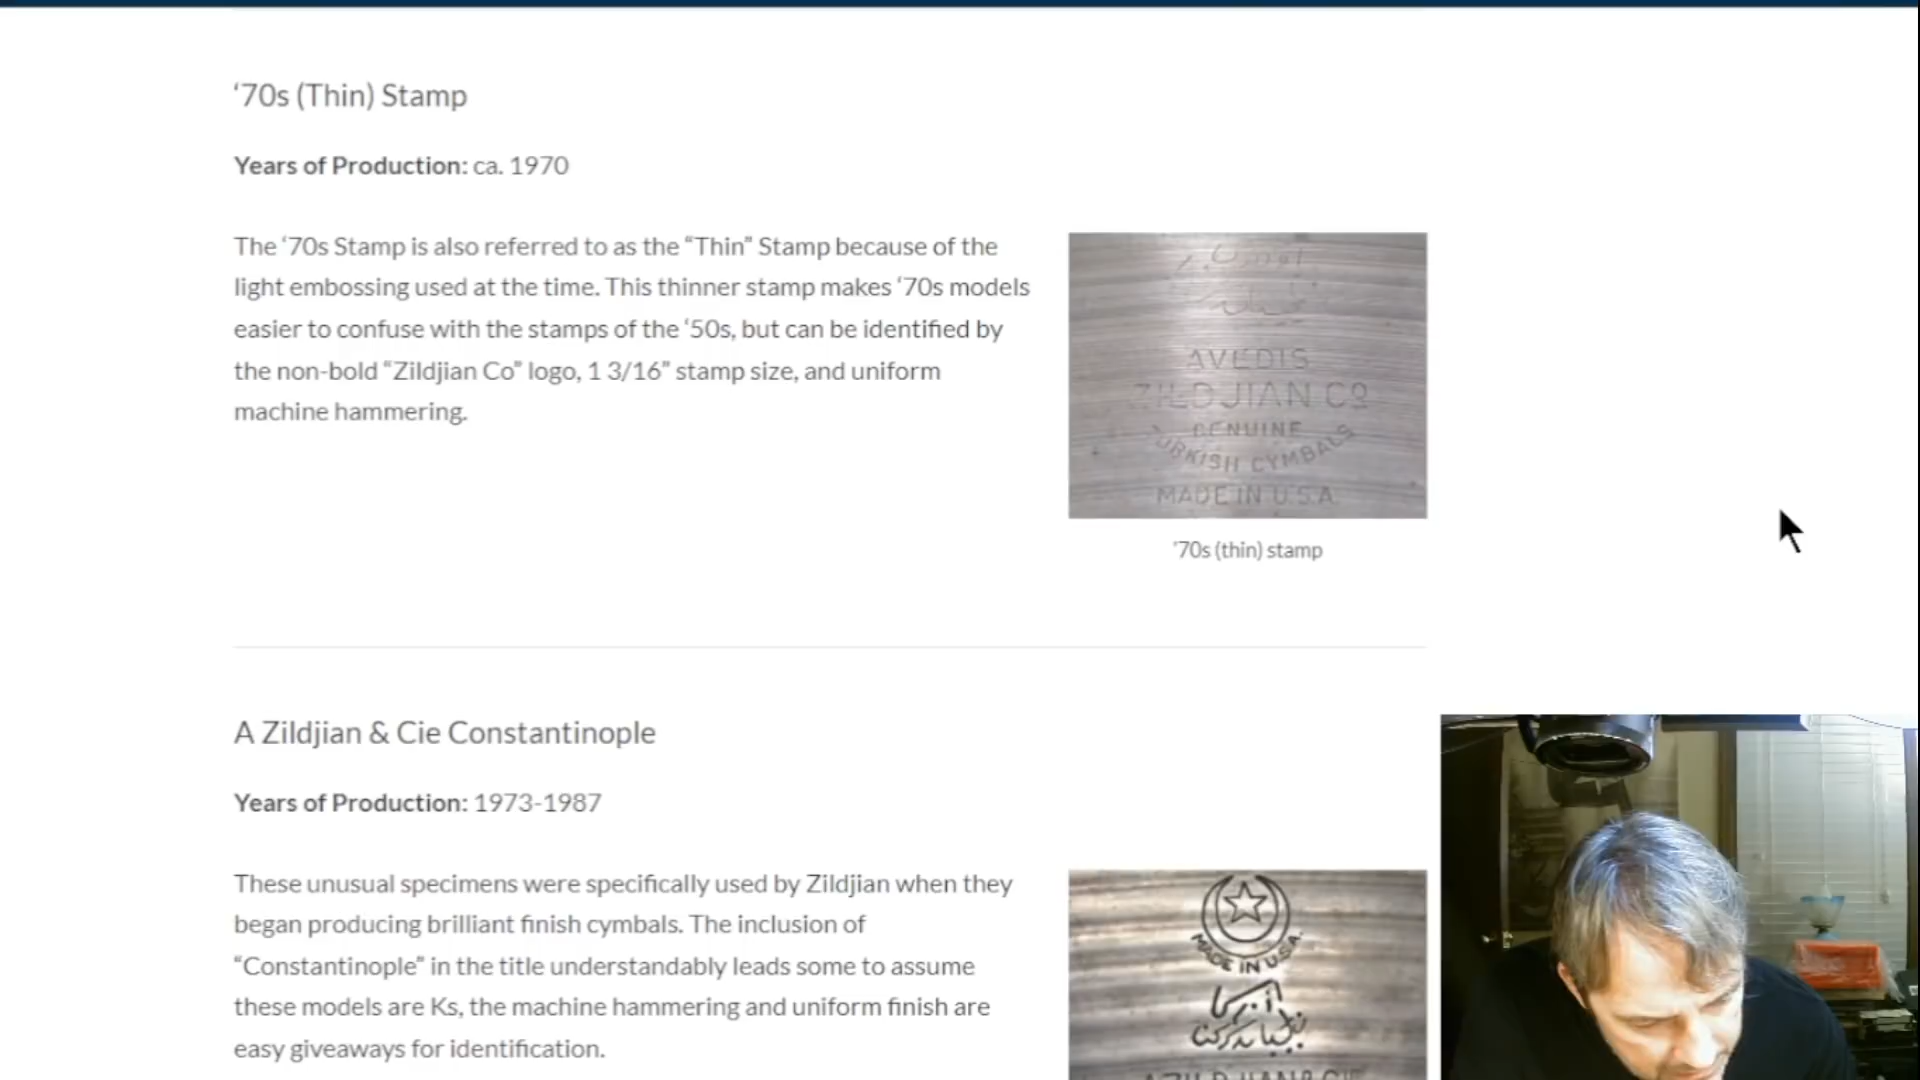 ‘70s (Thin) Stamp
Years of Production: ca. 1970
The ‘70s Stamp is also referred to as the “Thin” Stamp because of the
light embossing used at the time. This thinner stamp makes ‘70s models
easier to confuse with the stamps of the ‘50s, but can be identified by
the non-bold “Zildjian Co” logo, 1 3/16” stamp size, and uniform
machine hammering.
AVEDIS
ZILDJIAN CO
GENUINE
TURKISH CYMBALS
MADE IN U.S.A.
’70s (thin) stamp
A Zildjian & Cie Constantinople
Years of Production: 1973-1987
These unusual specimens were specifically used by Zildjian when they
began producing brilliant finish cymbals. The inclusion of
“Constantinople” in the title understandably leads some to assume
these models are Ks, the machine hammering and uniform finish are
easy giveaways for identification.
MADE IN U.S.A.
A ZILDJIAN & CIE